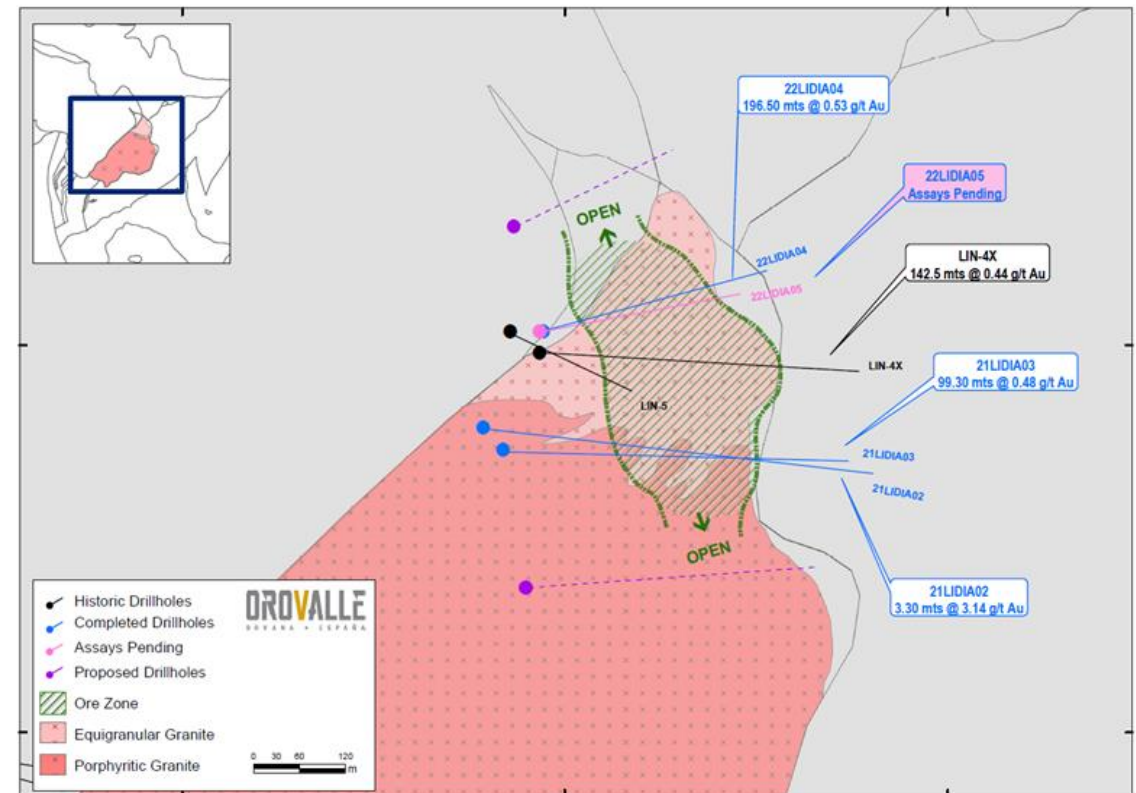 22LIDIA04
196.50 mts @ 0.53 g/t Au
22LIDIA05
Assays Pending
OPEN
22LIDIA04
LIN-4X
142.5 mts @ 0.44 g/t Au
22LIDIA05
LIN-4X
21LIDIA03
99.30 mts @ 0.48 g/t Au
LIN-5
21LIDIA03
21LIDIA02
OPEN
21LIDIA02
3.30 mts @ 3.14 g/t Au
Historic Drillholes
Completed Drillholes
Assays Pending
Proposed Drillholes
Ore Zone
Equigranular Granite
Porphyritic Granite
OROVALLE
ORVANA • ESPAÑA
0 30 60 120
m